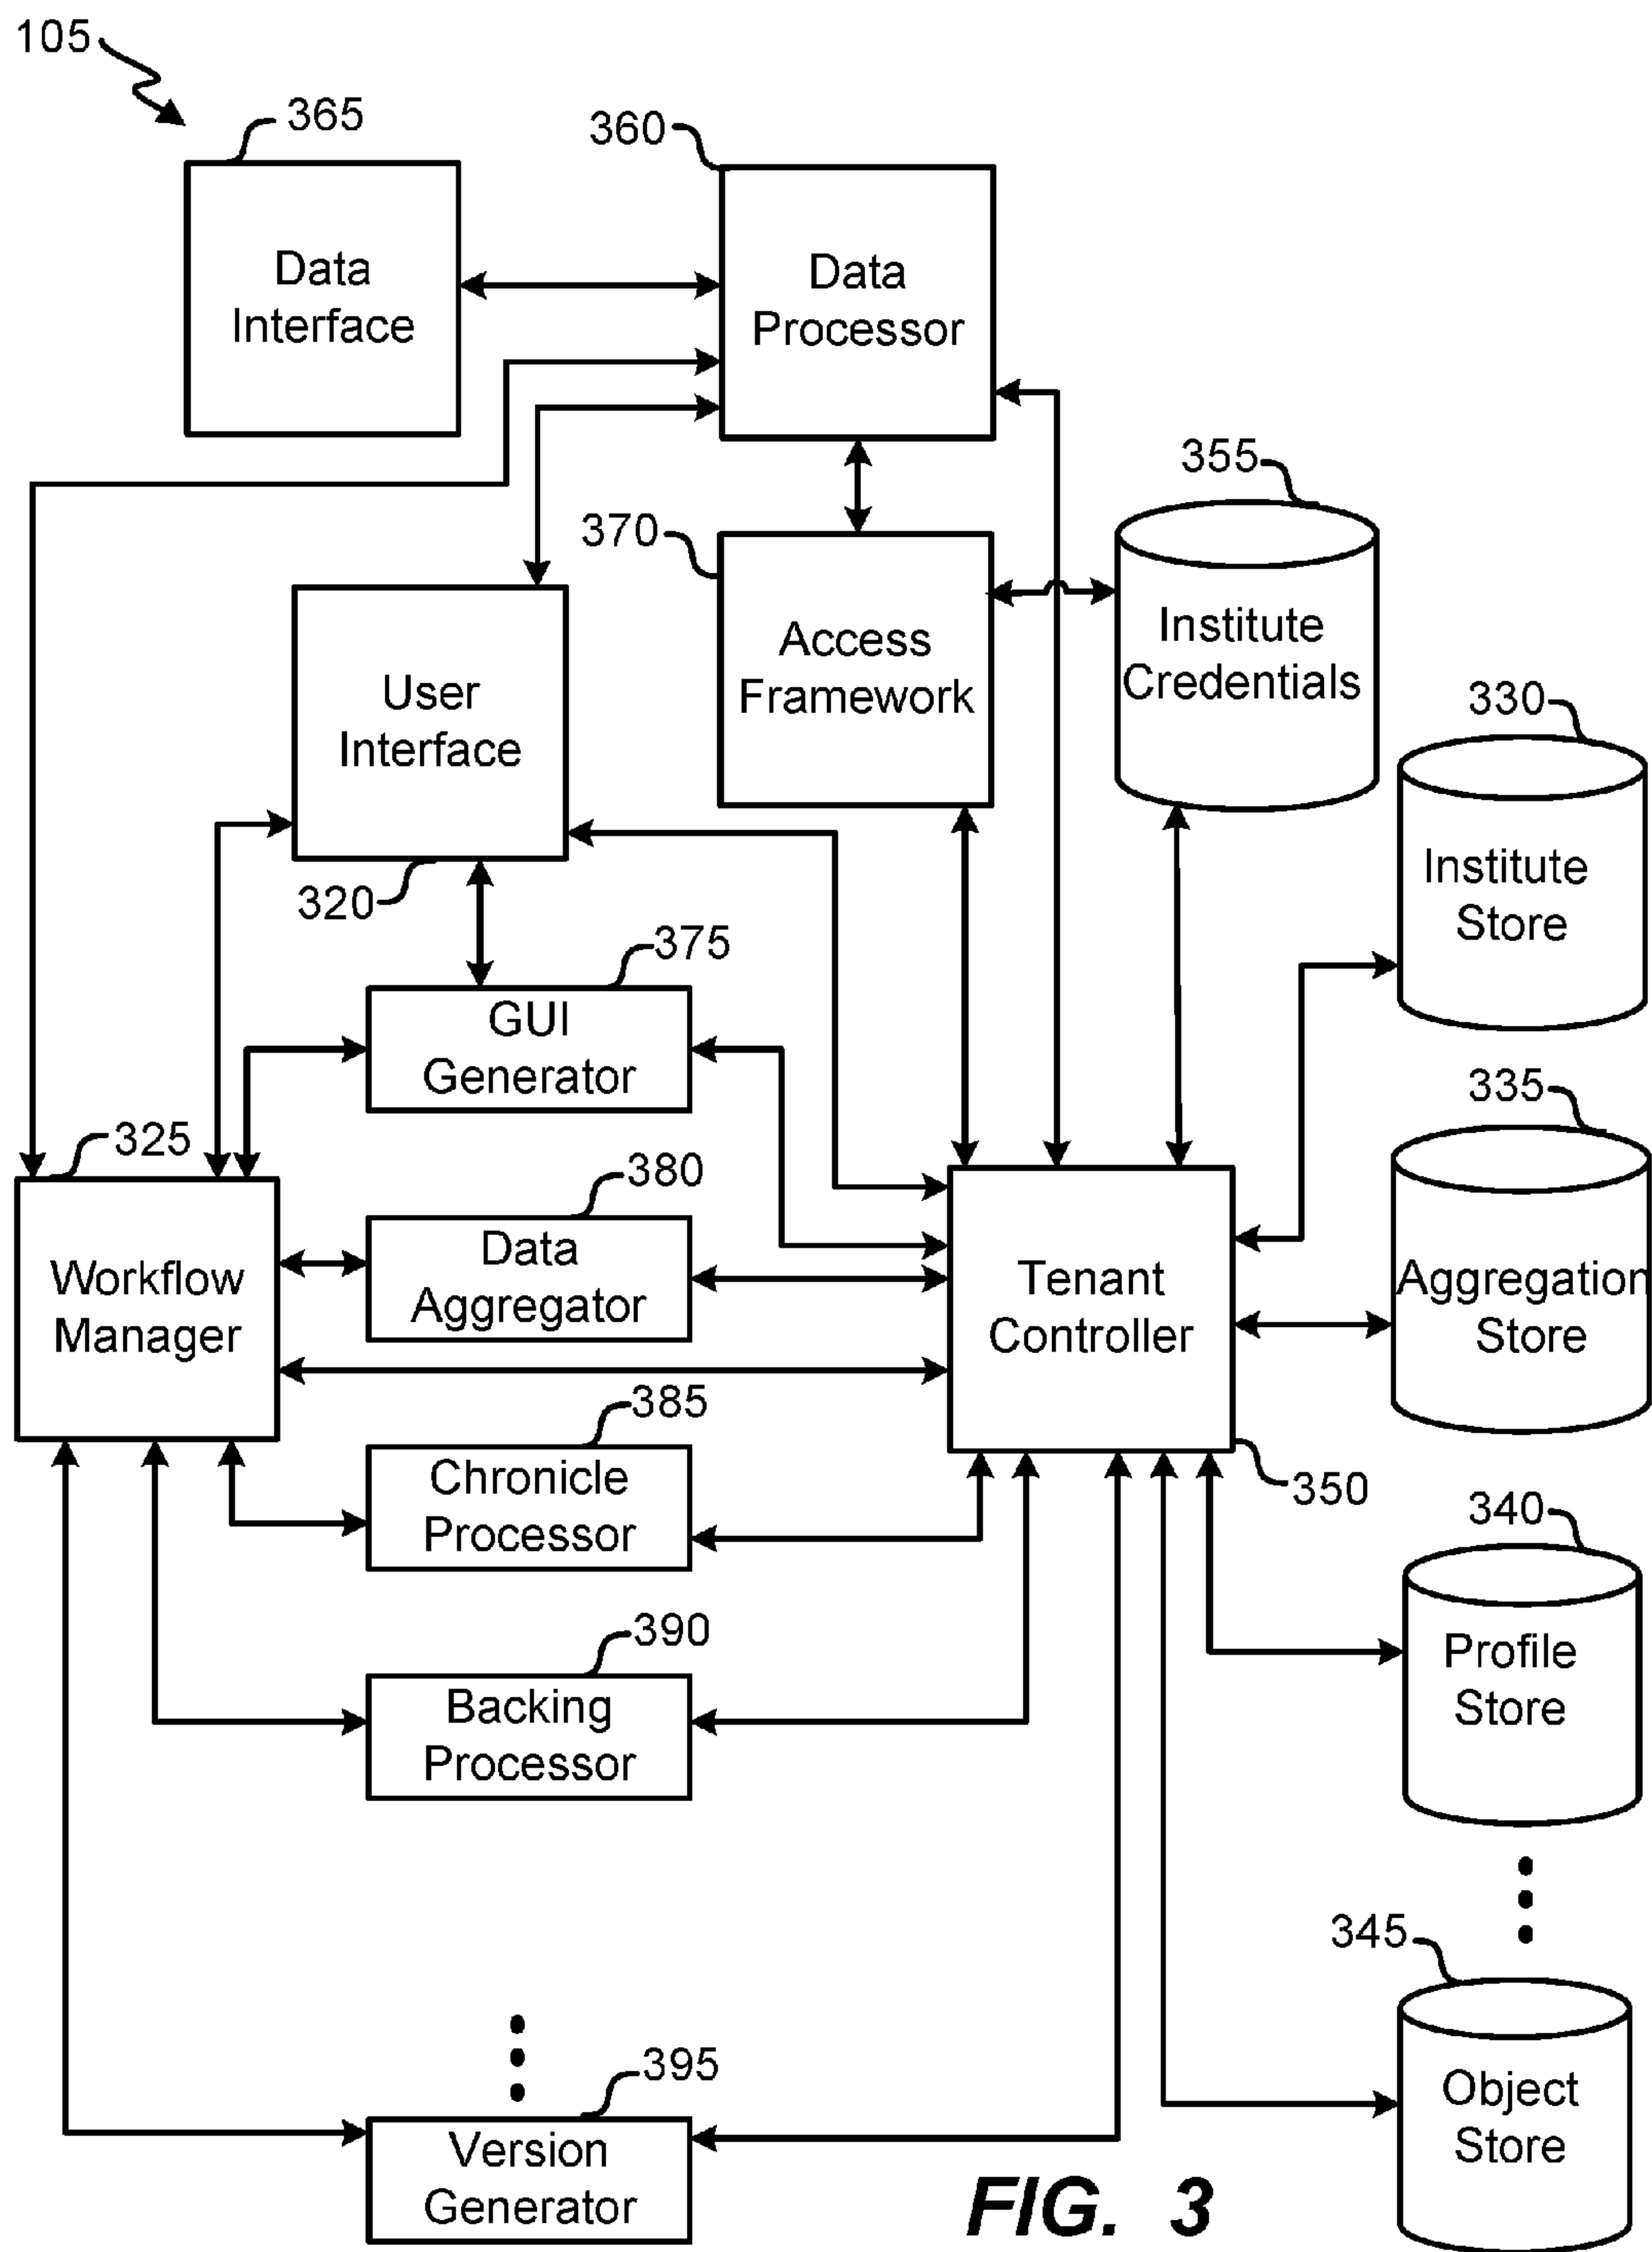 105
365
360
Data
Interface
Data
Processor
355
370
Access
Framework
Institute
Credentials
User
Interface
330
Institute
Store
320
375
GUI
Generator
335
325
380
Workflow
Manager
Data
Aggregator
Tenant
Controller
Aggregation
Store
385
Chronicle
Processor
350
340
390
Backing
Processor
Profile
Store
345
395
Version
Generator
Object
Store
FIG. 3